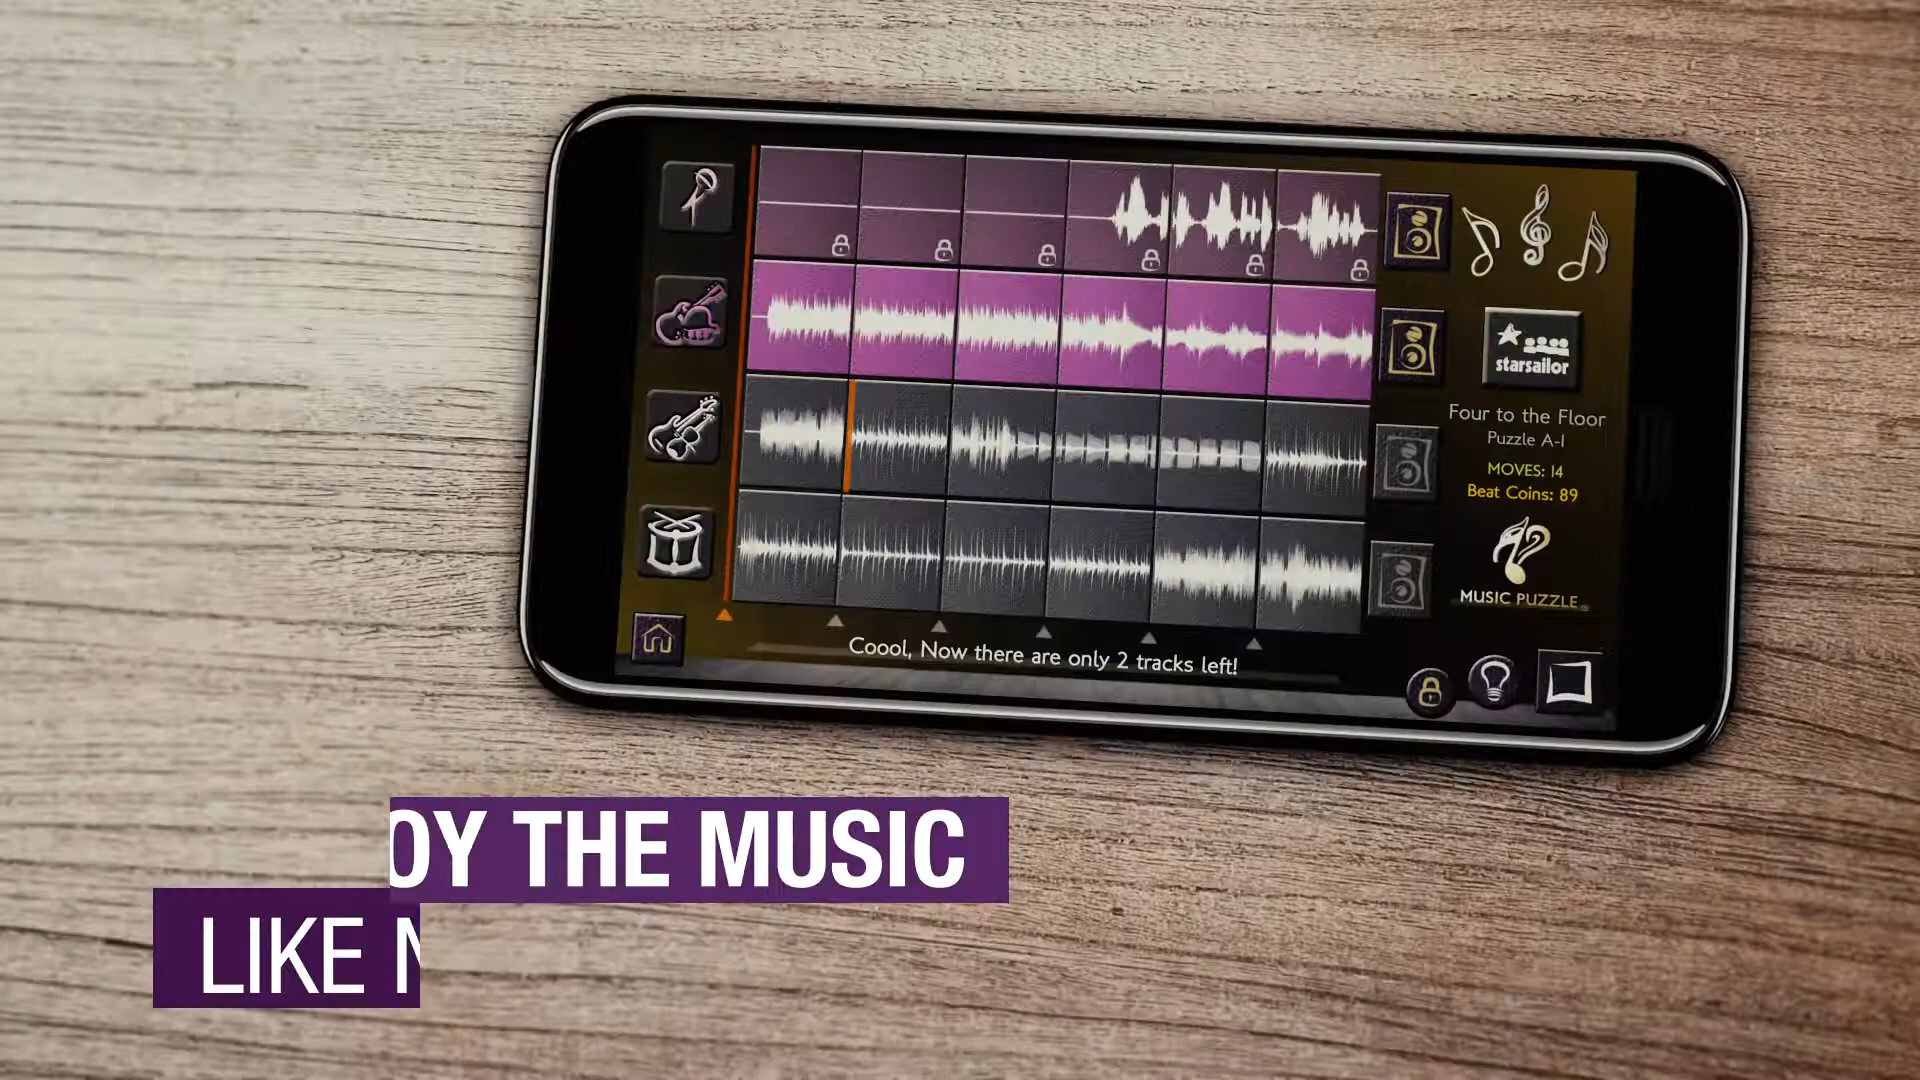 starsailor
Four to the Floor
Puzzle A-1
MOVES: 14
Beat Coins: 89
MUSIC PUZZLE
Coool, Now there are only 2 tracks left!
OY THE MUSIC
LIKE N